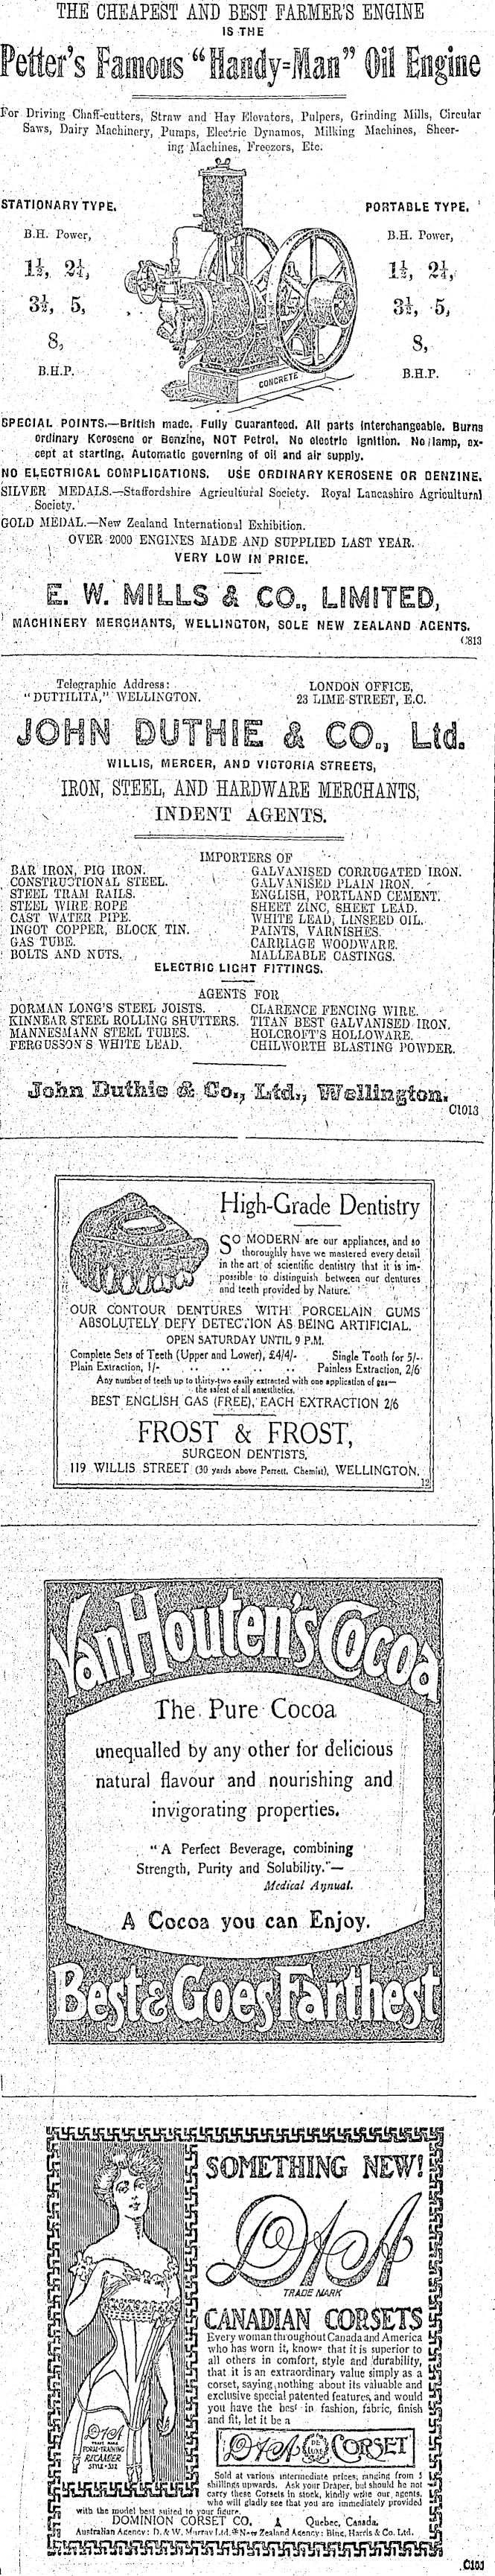 THE CHEAPEST AND BEST FARMER'S ENGINE
IS THE
Petter's Famous "Handy-Man" Oil Engine
For Driving Chaff-cutters, Straw and Hay Elevators, Pulpers, Grinding Mills, Circular
Saws, Dairy Machinery, Pumps, Electric Dynamos, Milking Machines, Sheer-
ing Machines, Freezors, Etc.
STATIONARY TYPE.
B.H. Power,
1½, 2¼,
3½, 5,
8,
B.H.P.
CONCRETE
PORTABLE TYPE.
B.H. Power,
1½, 2¼,
3½, 5,
8,
B.H.P.
SPECIAL POINTS.—British made. Fully Guaranteed. All parts interchangeable. Burns
ordinary Kerosene or Benzine, NOT Petrol. No electric ignition. No lamp, ex-
cept at starting. Automatic governing of oil and air supply.
NO ELECTRICAL COMPLICATIONS. USE ORDINARY KEROSENE OR BENZINE.
SILVER MEDALS.—Staffordshire Agricultural Society. Royal Lancashire Agricultural
Society.
GOLD MEDAL.—New Zealand International Exhibition.
OVER 2000 ENGINES MADE AND SUPPLIED LAST YEAR.
VERY LOW IN PRICE.
E. W. MILLS & CO., LIMITED,
MACHINERY MERCHANTS, WELLINGTON, SOLE NEW ZEALAND AGENTS.
C813
Telegraphic Address:
"DUTTILITA," WELLINGTON.
LONDON OFFICE,
23 LIME STREET, E.C.
JOHN DUTHIE & CO., Ltd.
WILLIS, MERCER, AND VICTORIA STREETS,
IRON, STEEL, AND HARDWARE MERCHANTS,
INDENT AGENTS.
IMPORTERS OF
BAR IRON, PIG IRON.
CONSTRUCTIONAL STEEL.
STEEL TRAM RAILS.
STEEL WIRE ROPE
CAST WATER PIPE.
INGOT COPPER, BLOCK TIN.
GAS TUBE.
BOLTS AND NUTS.
GALVANISED CORRUGATED IRON.
GALVANISED PLAIN IRON.
ENGLISH PORTLAND CEMENT.
SHEET ZINC, SHEET LEAD.
WHITE LEAD, LINSEED OIL.
PAINTS, VARNISHES.
CARRIAGE WOODWARE.
MALLEABLE CASTINGS.
ELECTRIC LIGHT FITTINGS.
AGENTS FOR
DORMAN LONG'S STEEL JOISTS.
KINNEAR STEEL ROLLING SHUTTERS.
MANNESMANN STEEL TUBES.
FERGUSSON'S WHITE LEAD.
CLARENCE FENCING WIRE.
TITAN BEST GALVANISED IRON.
HOLCROFT'S HOLLOWARE.
CHILWORTH BLASTING POWDER.
John Duthie & Co., Ltd., Wellington.
C1013
High-Grade Dentistry
SO MODERN are our appliances, and so
thoroughly have we mastered every detail
in the art of scientific dentistry that it is im-
possible to distinguish between our dentures
and teeth provided by Nature.
OUR CONTOUR DENTURES WITH PORCELAIN GUMS
ABSOLUTELY DEFY DETECTION AS BEING ARTIFICIAL.
OPEN SATURDAY UNTIL 9 P.M.
Complete Sets of Teeth (Upper and Lower), £4/4/- Single Tooth for 5/-
Plain Extraction, 1/- .. .. .. .. Painless Extraction, 2/6
Any number of teeth up to thirty-two easily extracted with one application of gas—
the safest of all anæsthetics.
BEST ENGLISH GAS (FREE), EACH EXTRACTION 2/6
FROST & FROST,
SURGEON DENTISTS,
119 WILLIS STREET (30 yards above Perrett, Chemist), WELLINGTON.
12
Van Houten's Cocoa
The Pure Cocoa
unequalled by any other for delicious
natural flavour and nourishing and
invigorating properties.
"A Perfect Beverage, combining
Strength, Purity and Solubility."—
Medical Annual.
A Cocoa you can Enjoy.
Best & Goes Farthest
SOMETHING NEW!
D&A
TRADE MARK
CANADIAN CORSETS
Every woman throughout Canada and America
who has worn it, knows that it is superior to
all others in comfort, style and durability,
that it is an extraordinary value simply as a
corset, saying nothing about its valuable and
exclusive special patented features, and would
you have the best in fashion, fabric, finish
and fit, let it be a
D&A DE LUXE CORSET
D&A
FORM-TRAINING
STYLE 532
Sold at various intermediate prices, ranging from 5
shillings upwards. Ask your Draper, but should he not
carry these Corsets in stock, kindly write our agents,
who will gladly see that you are immediately provided
with the model best suited to your figure.
DOMINION CORSET CO. Quebec, Canada.
Australian Agency: D. & W. Murray Ltd. New Zealand Agency: Bing, Harris & Co. Ltd.